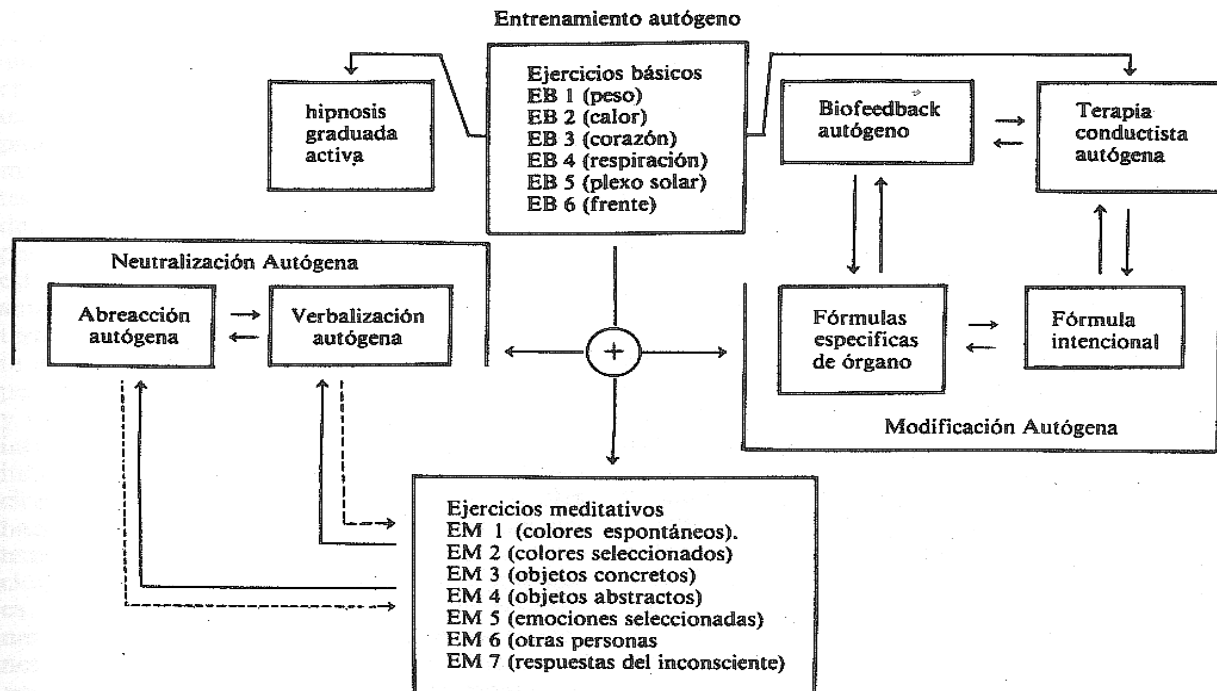 Entrenamiento autógeno
Ejercicios básicos
EB 1 (peso)
EB 2 (calor)
EB 3 (corazón)
EB 4 (respiración)
EB 5 (plexo solar)
EB 6 (frente)
hipnosis
graduada
activa
Biofeedback
autógeno
Terapia
conductista
autógena
Neutralización Autógena
Abreacción
autógena
Verbalización
autógena
+
Fórmulas
especificas
de órgano
Fórmula
intencional
Modificación Autógena
Ejercicios meditativos
EM 1 (colores espontáneos).
EM 2 (colores seleccionados)
EM 3 (objetos concretos)
EM 4 (objetos abstractos)
EM 5 (emociones seleccionadas)
EM 6 (otras personas
EM 7 (respuestas del inconsciente)